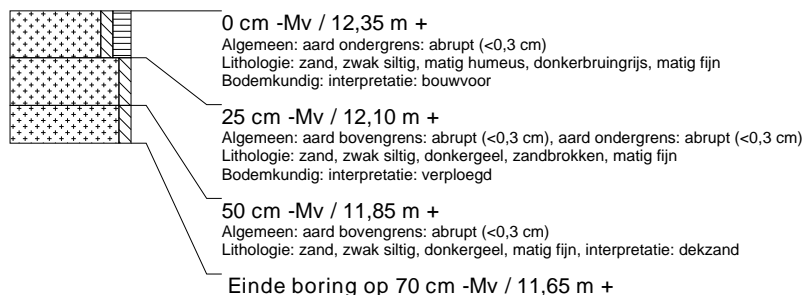 0 cm -Mv / 12,35 m +
Algemeen: aard ondergrens: abrupt (<0,3 cm)
Lithologie: zand, zwak siltig, matig humeus, donkerbruingrijs, matig fijn
Bodemkundig: interpretatie: bouwvoor
25 cm -Mv / 12,10 m +
Algemeen: aard bovengrens: abrupt (<0,3 cm), aard ondergrens: abrupt (<0,3 cm)
Lithologie: zand, zwak siltig, donkergeel, zandbrokken, matig fijn
Bodemkundig: interpretatie: verploegd
50 cm -Mv / 11,85 m +
Algemeen: aard bovengrens: abrupt (<0,3 cm)
Lithologie: zand, zwak siltig, donkergeel, matig fijn, interpretatie: dekzand
Einde boring op 70 cm -Mv / 11,65 m +